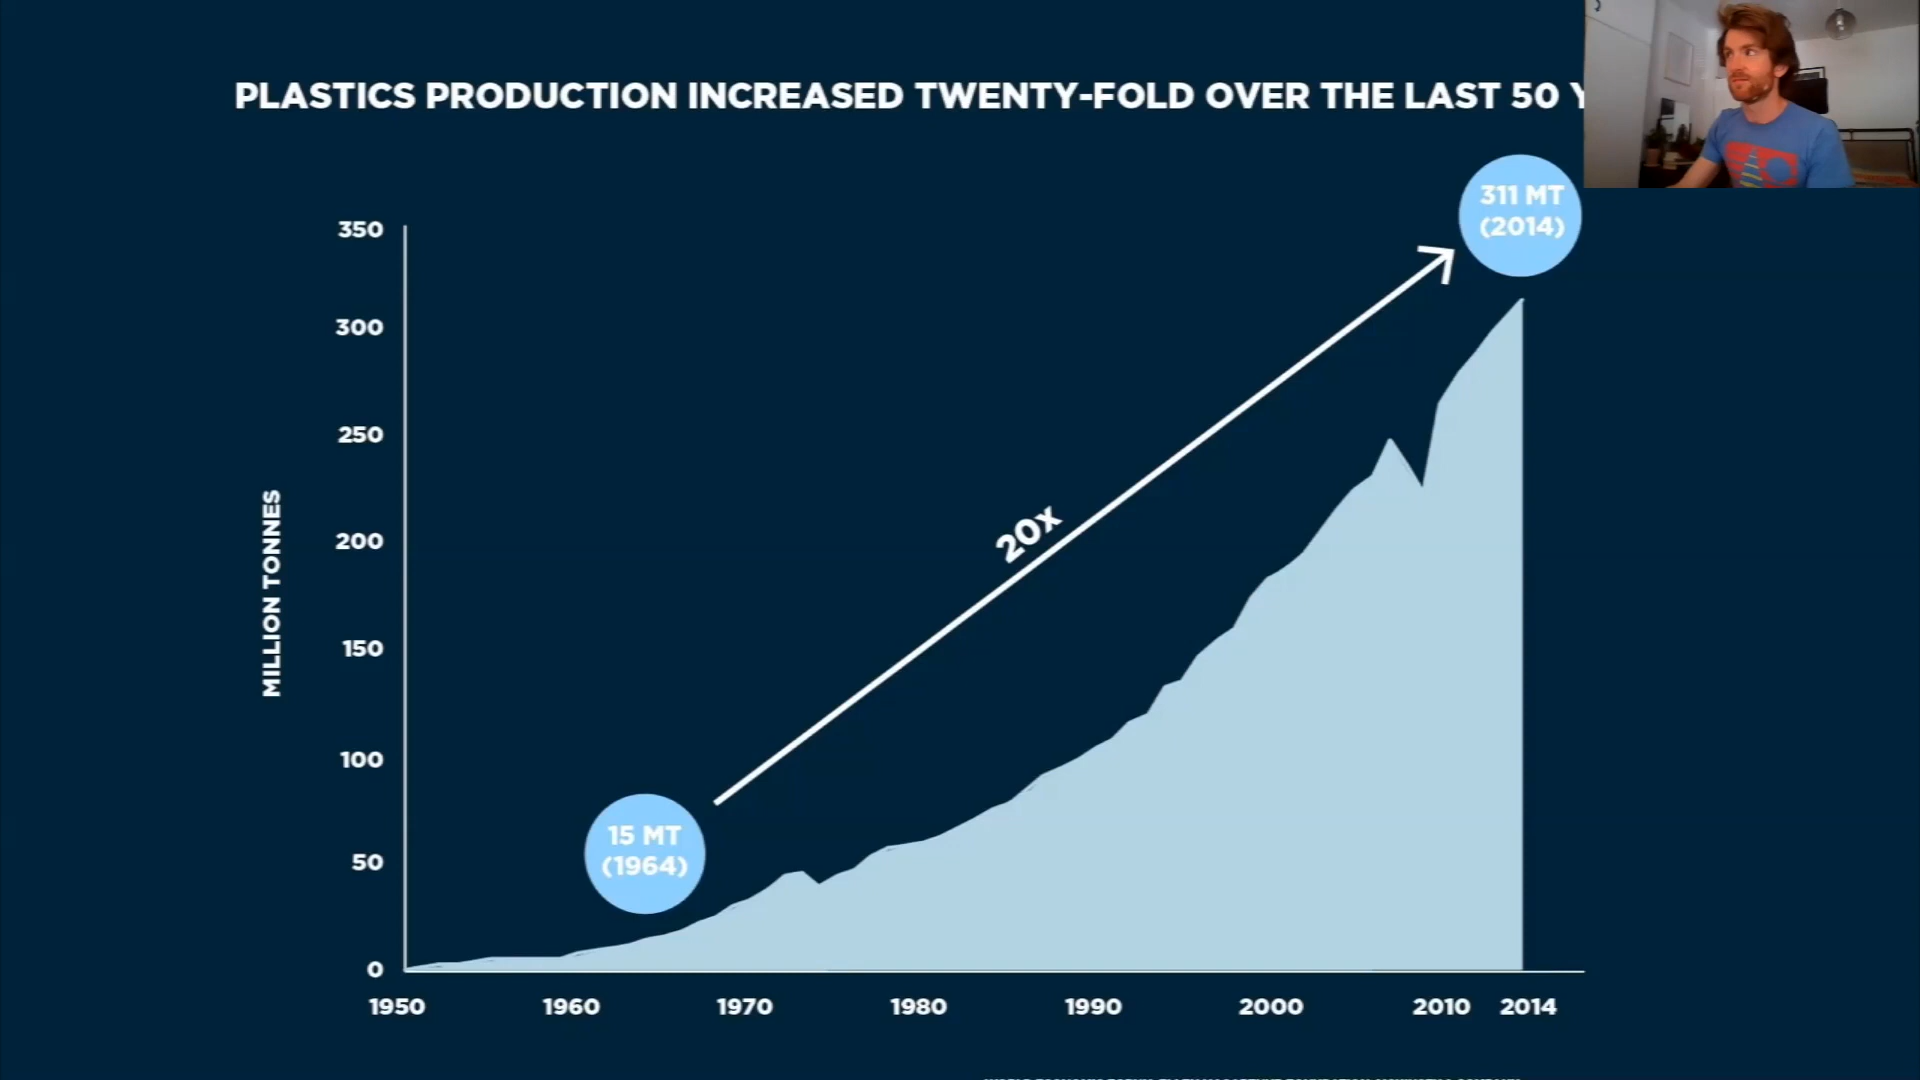 PLASTICS PRODUCTION INCREASED TWENTY-FOLD OVER THE LAST 50 Y
311 MT
(2014)
350
300
250
200
150
100
50
0
MILLION TONNES
20x
15 MT
(1964)
1950 1960 1970 1980 1990 2000 2010 2014